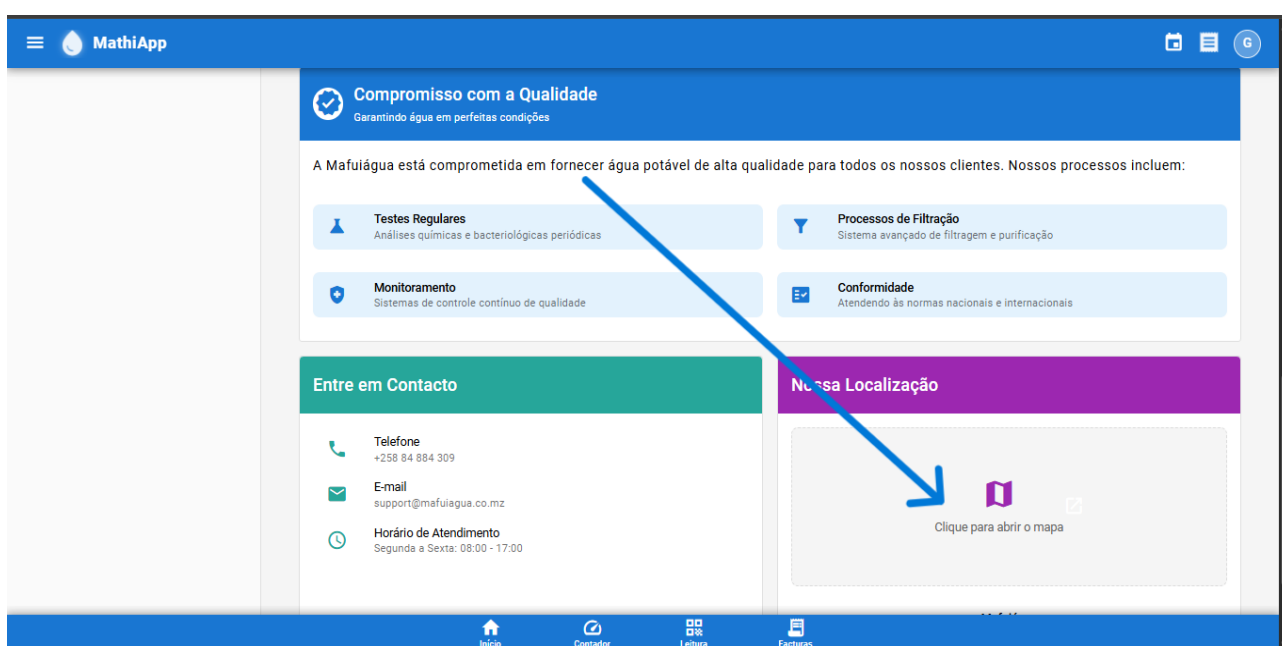 MathiApp
G
Compromisso com a Qualidade
Garantindo água em perfeitas condições
A Mafuiágua está comprometida em fornecer água potável de alta qualidade para todos os nossos clientes. Nossos processos incluem:
Testes Regulares
Análises químicas e bacteriológicas periódicas
Processos de Filtração
Sistema avançado de filtragem e purificação
Monitoramento
Sistemas de controle contínuo de qualidade
Conformidade
Atendendo às normas nacionais e internacionais
Entre em Contacto
Telefone
+258 84 884 309
E-mail
support@mafuiagua.co.mz
Horário de Atendimento
Segunda a Sexta: 08:00 - 17:00
Nossa Localização
Clique para abrir o mapa
Início
Contador
Leitura
Facturas